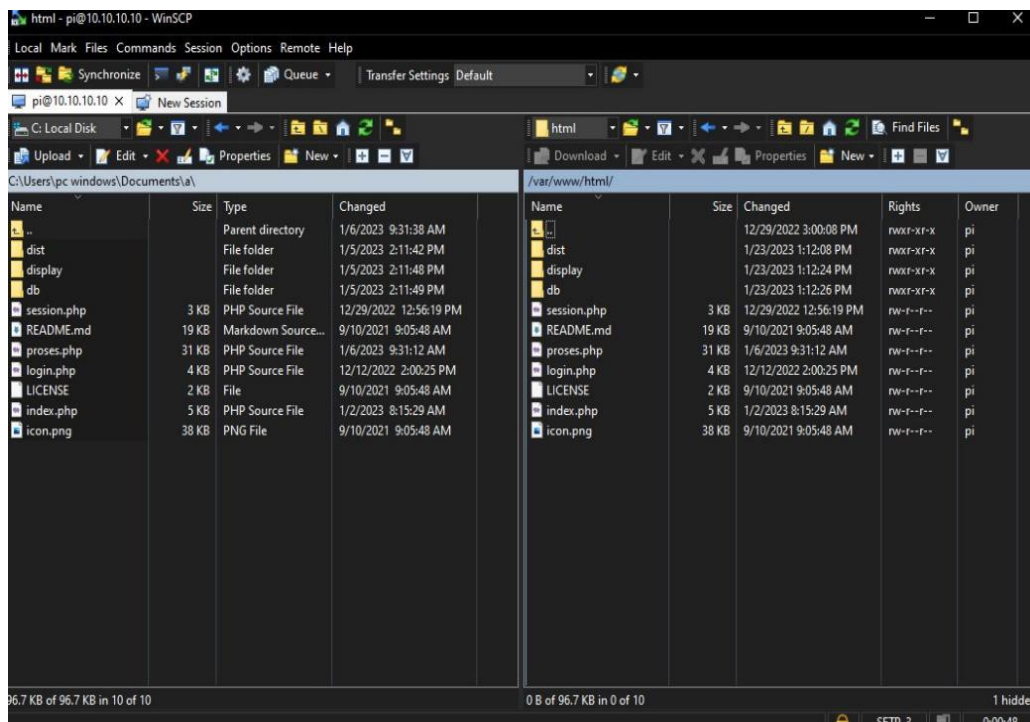 html - pi@10.10.10.10 - WinSCP
Local Mark Files Commands Session Options Remote Help
Synchronize Queue Transfer Settings Default
pi@10.10.10.10 X New Session
C: Local Disk
Upload Edit Properties New
C:\Users\pc windows\Documents\a\
Name Size Type Changed
.. Parent directory 1/6/2023 9:31:38 AM
dist File folder 1/5/2023 2:11:42 PM
display File folder 1/5/2023 2:11:48 PM
db File folder 1/5/2023 2:11:49 PM
session.php 3 KB PHP Source File 12/29/2022 12:56:19 PM
README.md 19 KB Markdown Source... 9/10/2021 9:05:48 AM
proses.php 31 KB PHP Source File 1/6/2023 9:31:12 AM
login.php 4 KB PHP Source File 12/12/2022 2:00:25 PM
LICENSE 2 KB File 9/10/2021 9:05:48 AM
index.php 5 KB PHP Source File 1/2/2023 8:15:29 AM
icon.png 38 KB PNG File 9/10/2021 9:05:48 AM
96.7 KB of 96.7 KB in 10 of 10
html Find Files
Download Edit Properties New
/var/www/html/
Name Size Changed Rights Owner
.. 12/29/2022 3:00:08 PM rwxr-xr-x pi
dist 1/23/2023 1:12:08 PM rwxr-xr-x pi
display 1/23/2023 1:12:24 PM rwxr-xr-x pi
db 1/23/2023 1:12:26 PM rwxr-xr-x pi
session.php 3 KB 12/29/2022 12:56:19 PM rw-r--r-- pi
README.md 19 KB 9/10/2021 9:05:48 AM rw-r--r-- pi
proses.php 31 KB 1/6/2023 9:31:12 AM rw-r--r-- pi
login.php 4 KB 12/12/2022 2:00:25 PM rw-r--r-- pi
LICENSE 2 KB 9/10/2021 9:05:48 AM rw-r--r-- pi
index.php 5 KB 1/2/2023 8:15:29 AM rw-r--r-- pi
icon.png 38 KB 9/10/2021 9:05:48 AM rw-r--r-- pi
0 B of 96.7 KB in 0 of 10 1 hidde
SFTP-3 0:00:48